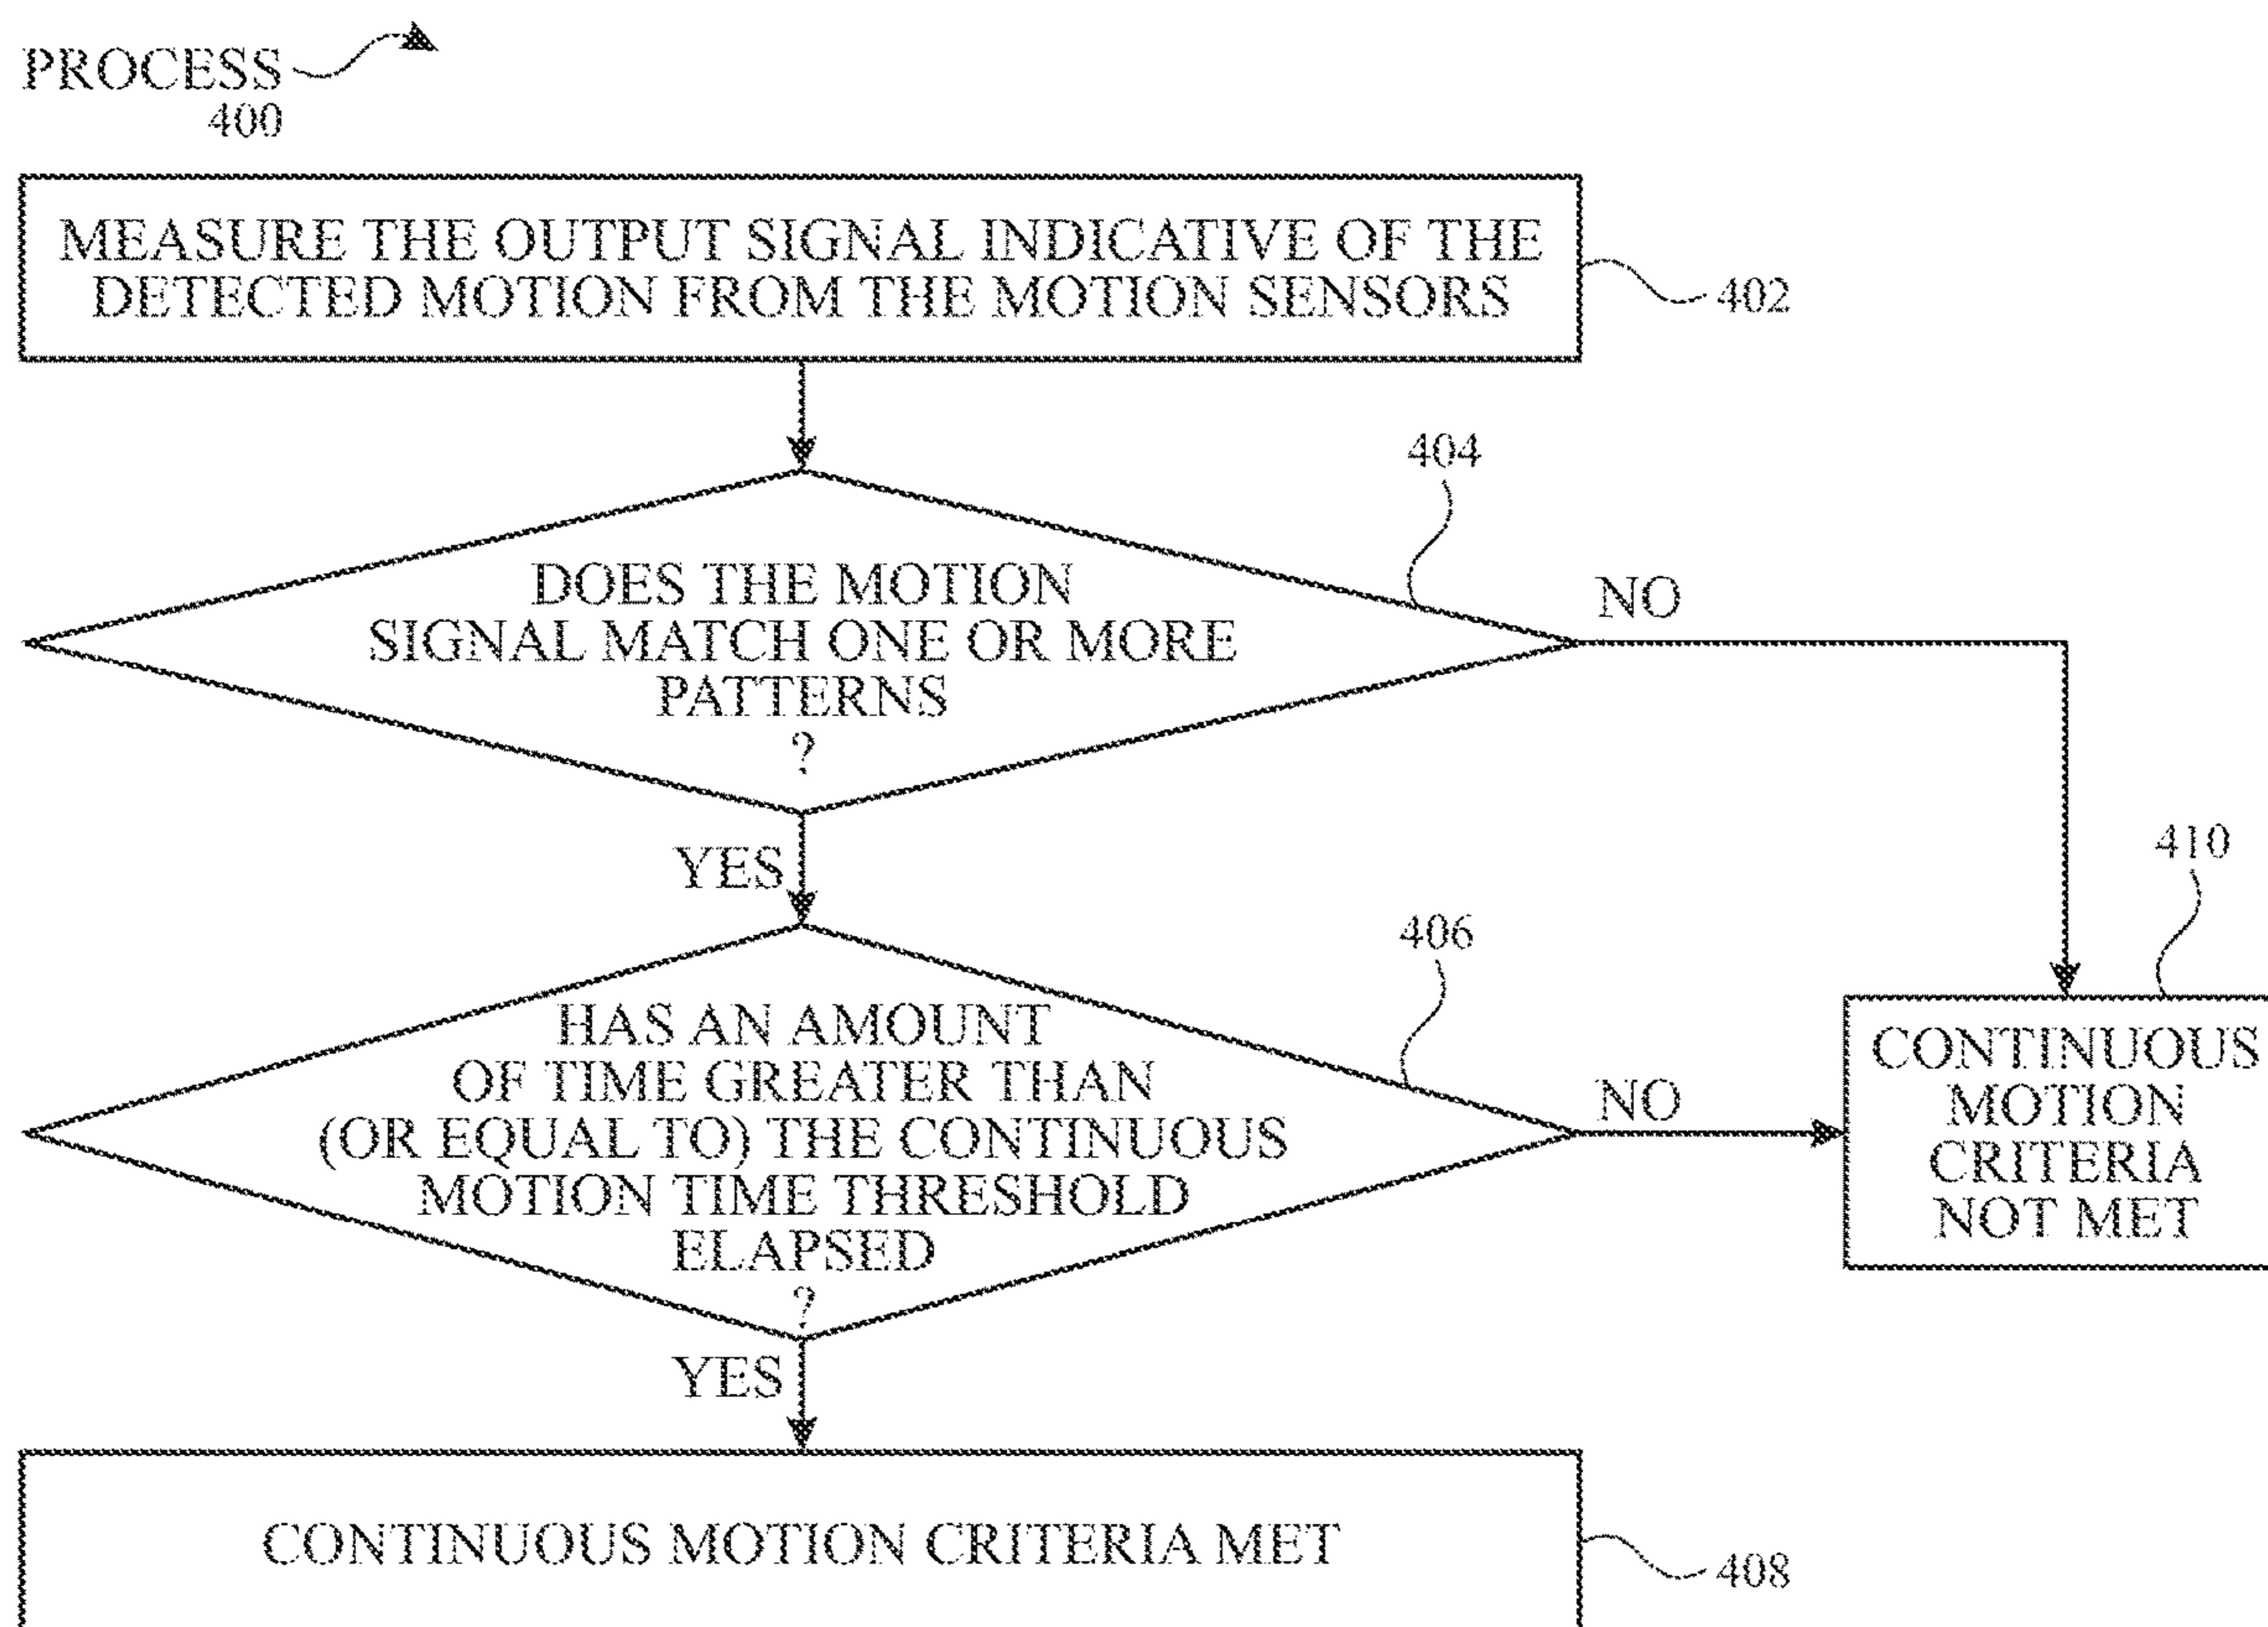 PROCESS
400
MEASURE THE OUTPUT SIGNAL INDICATIVE OF THE
DETECTED MOTION FROM THE MOTION SENSORS
402
404
DOES THE MOTION
SIGNAL MATCH ONE OR MORE
PATTERNS
?
NO
YES
406
410
HAS AN AMOUNT
OF TIME GREATER THAN
(OR EQUAL TO) THE CONTINUOUS
MOTION TIME THRESHOLD
ELAPSED
?
NO
CONTINUOUS
MOTION
CRITERIA
NOT MET
YES
CONTINUOUS MOTION CRITERIA MET
408